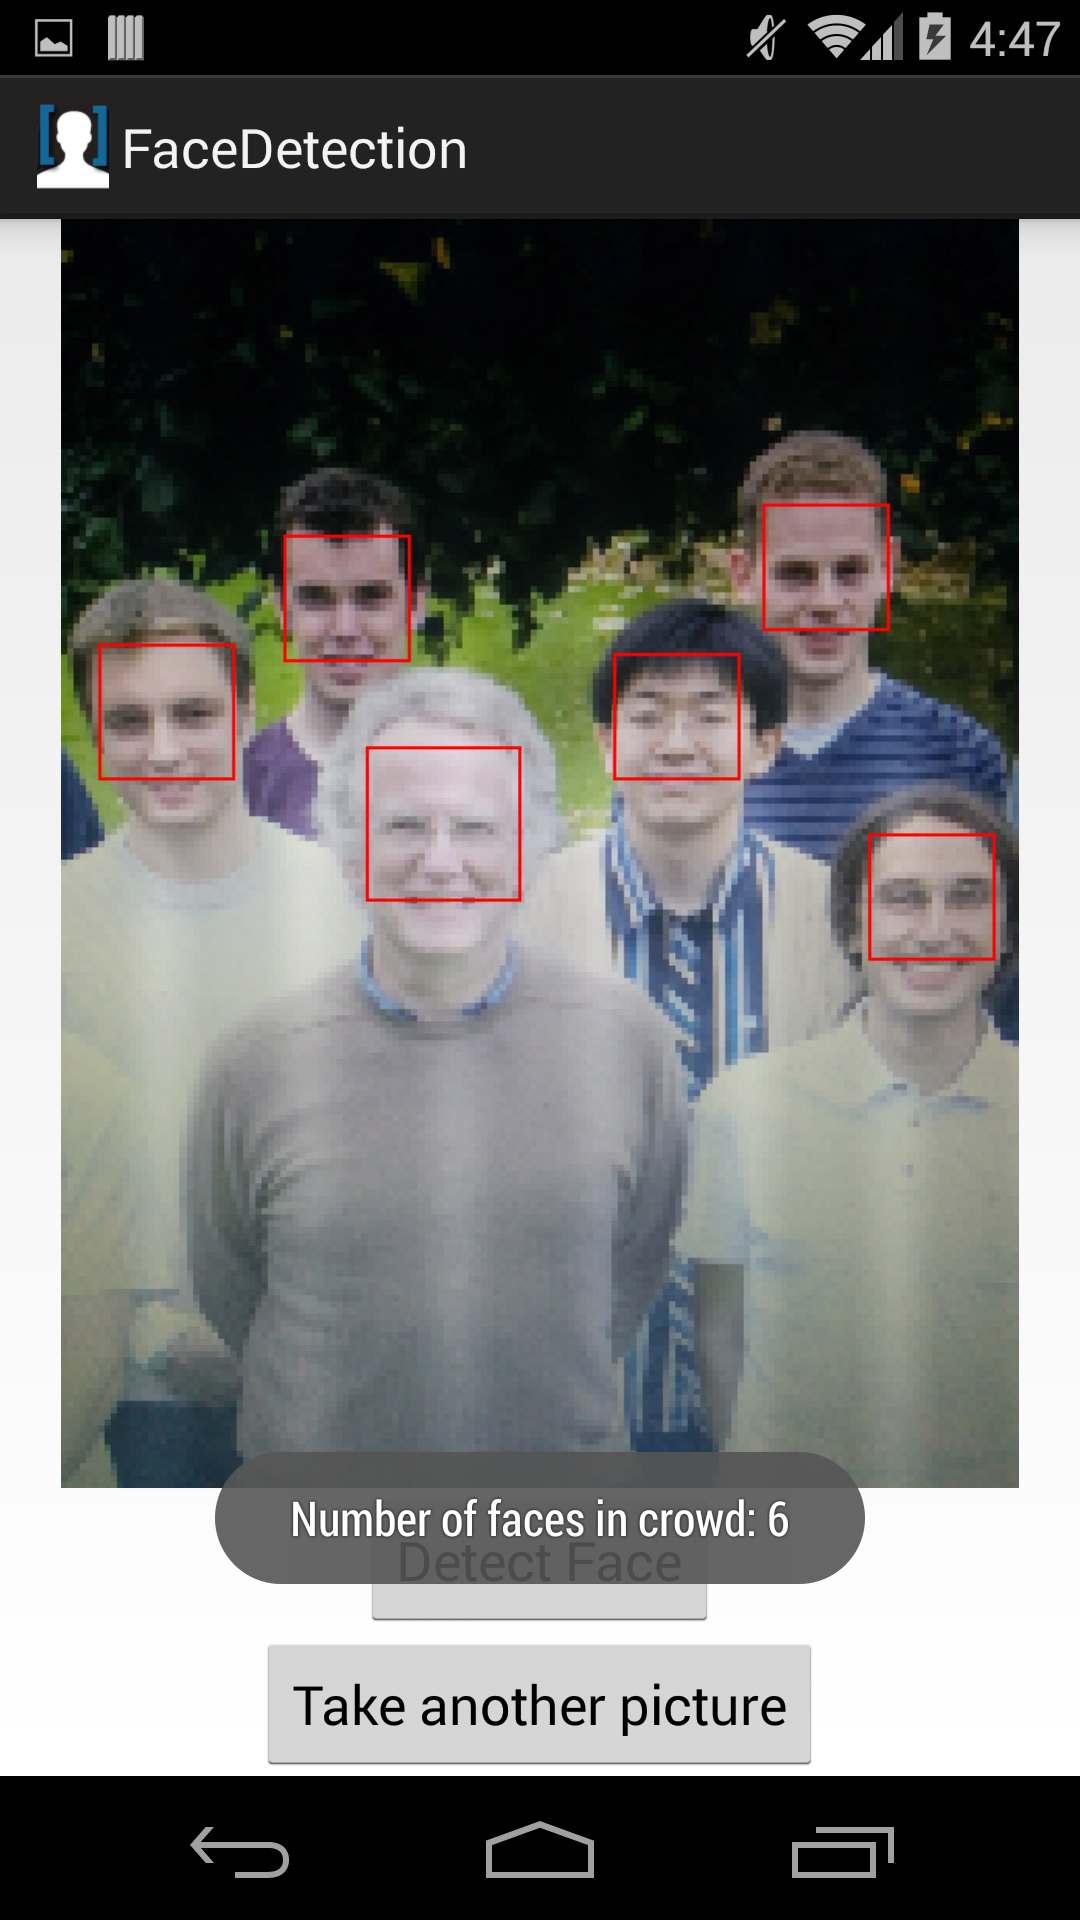 4:47
FaceDetection
Number of faces in crowd: 6
Detect Face
Take another picture